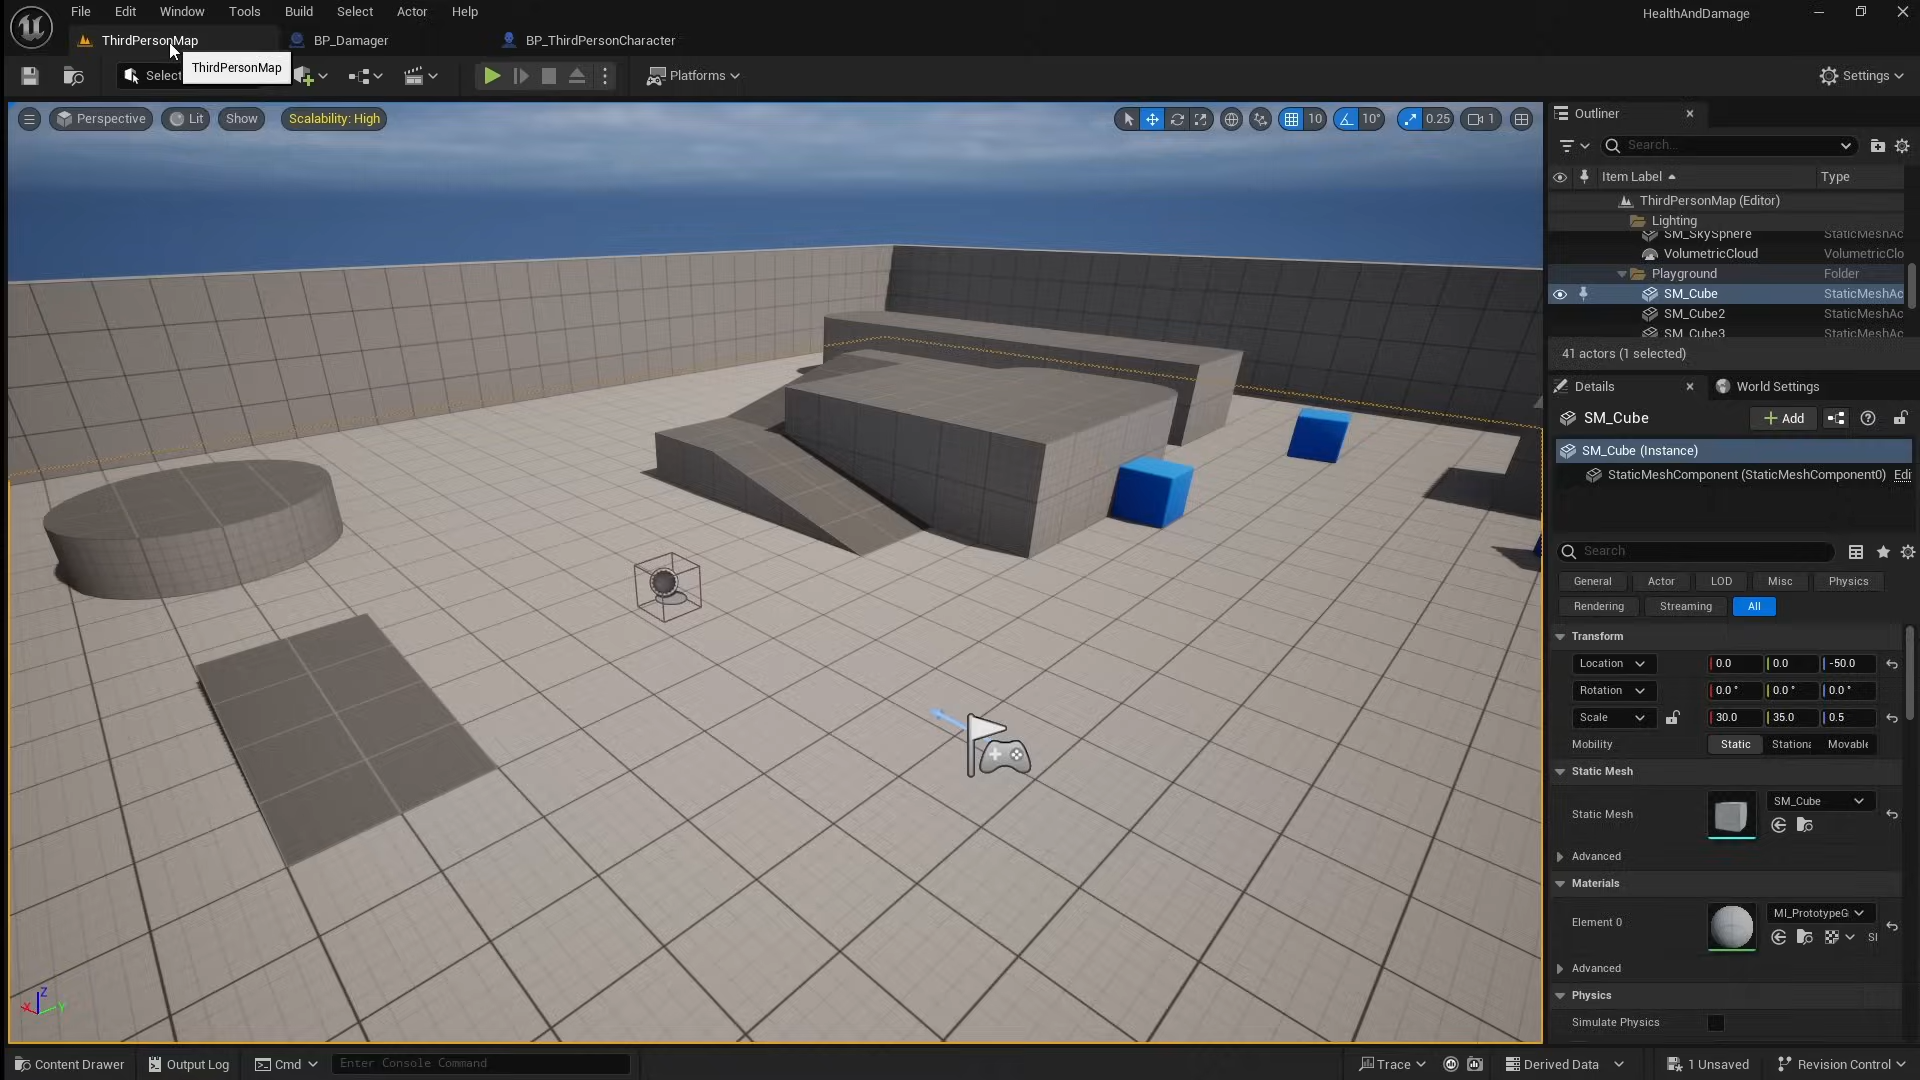 File Edit Window Tools Build Select Actor Help
HealthAndDamage
ThirdPersonMap BP_Damager BP_ThirdPersonCharacter
ThirdPersonMap
Select
Platforms
Settings
Perspective Lit Show Scalability: High
10 10° 0.25 1
Outliner
Search...
Item Label Type
ThirdPersonMap (Editor)
Lighting
SM_SkySphere StaticMeshAc
VolumetricCloud VolumetricClo
Playground Folder
SM_Cube StaticMeshAc
SM_Cube2 StaticMeshAc
SM_Cube3 StaticMeshAc
41 actors (1 selected)
Details World Settings
SM_Cube Add
SM_Cube (Instance)
StaticMeshComponent (StaticMeshComponent0) Edi
Search
General Actor LOD Misc Physics
Rendering Streaming All
Transform
Location 0.0 0.0 -50.0
Rotation 0.0° 0.0° 0.0°
Scale 30.0 35.0 0.5
Mobility Static Stationa Movable
Static Mesh
Static Mesh SM_Cube
Advanced
Materials
Element 0 MI_PrototypeG
Sl
Advanced
Physics
Simulate Physics
X Z Y
Content Drawer Output Log Cmd Enter Console Command Trace Derived Data 1 Unsaved Revision Control